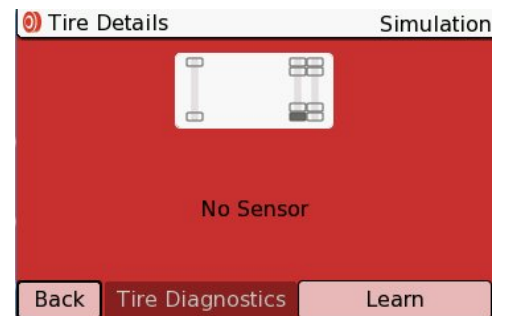 Tire Details Simulation
No Sensor
Back Tire Diagnostics Learn